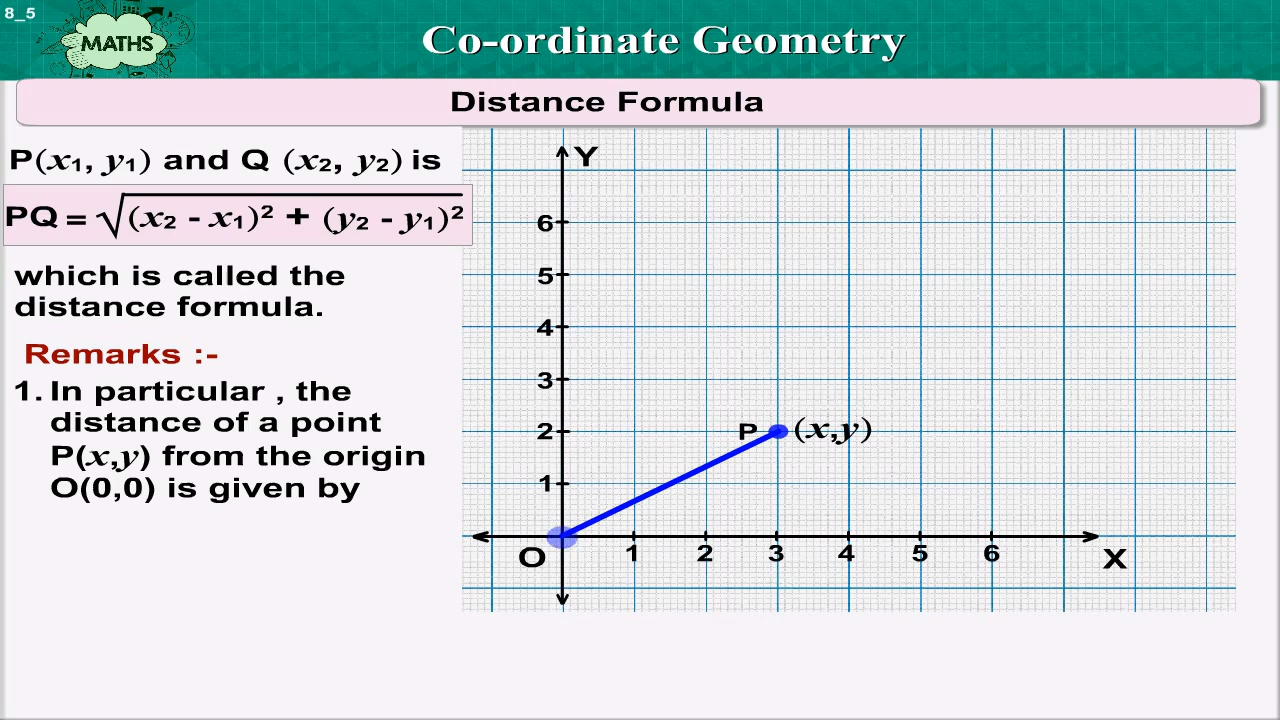 8_5
MATHS
Co-ordinate Geometry
Distance Formula
P(x₁, y₁) and Q (x₂, y₂) is
PQ = √(x₂ - x₁)² + (y₂ - y₁)²
which is called the
distance formula.
Remarks :-
1. In particular , the
distance of a point
P(x,y) from the origin
O(0,0) is given by
Y
6
5
4
3
2
P (x,y)
1
O
1 2 3 4 5 6
X